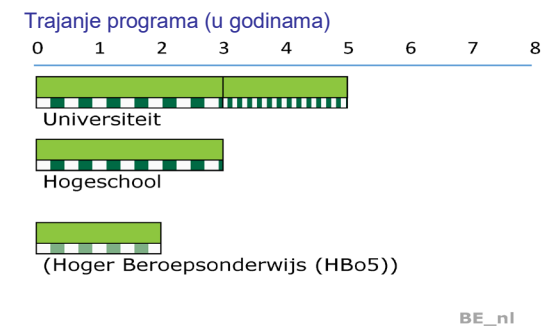 Trajanje programa (u godinama)
0 1 2 3 4 5 6 7 8
Universiteit
Hogeschool
(Hoger Beroepsonderwijs (HBo5))
BE_nl